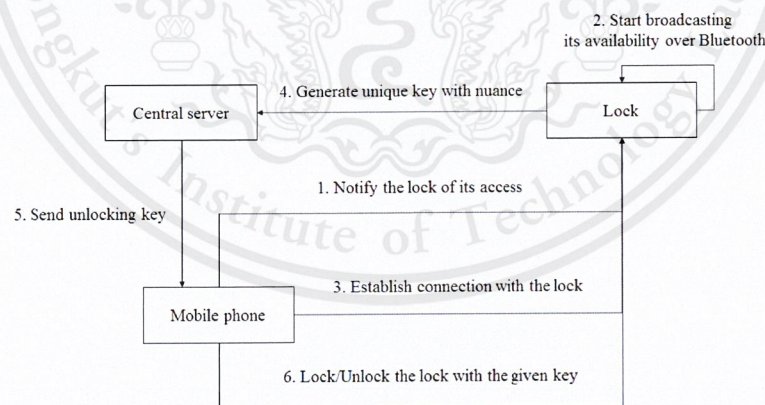 2. Start broadcasting
its availability over Bluetooth
4. Generate unique key with nuance
Central server
Lock
1. Notify the lock of its access
5. Send unlocking key
3. Establish connection with the lock
Mobile phone
6. Lock/Unlock the lock with the given key
ongkut's Institute of Technology